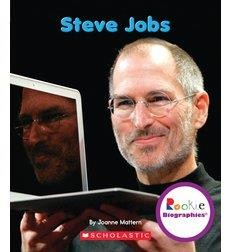 Steve Jobs
Rookie
Biographies®
By Joanne Mattern
SCHOLASTIC